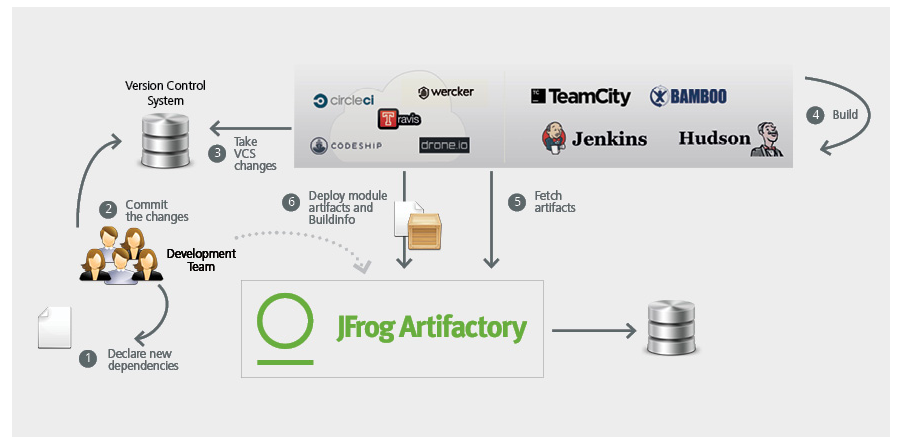 Version Control
System
circleci
wercker
Travis
CODESHIP
drone.io
TC
TeamCity
BAMBOO
Jenkins
Hudson
4 Build
3 Take
VCS
changes
2 Commit
the changes
6 Deploy module
artifacts and
Buildinfo
5 Fetch
artifacts
Development
Team
JFrog Artifactory
1 Declare new
dependencies